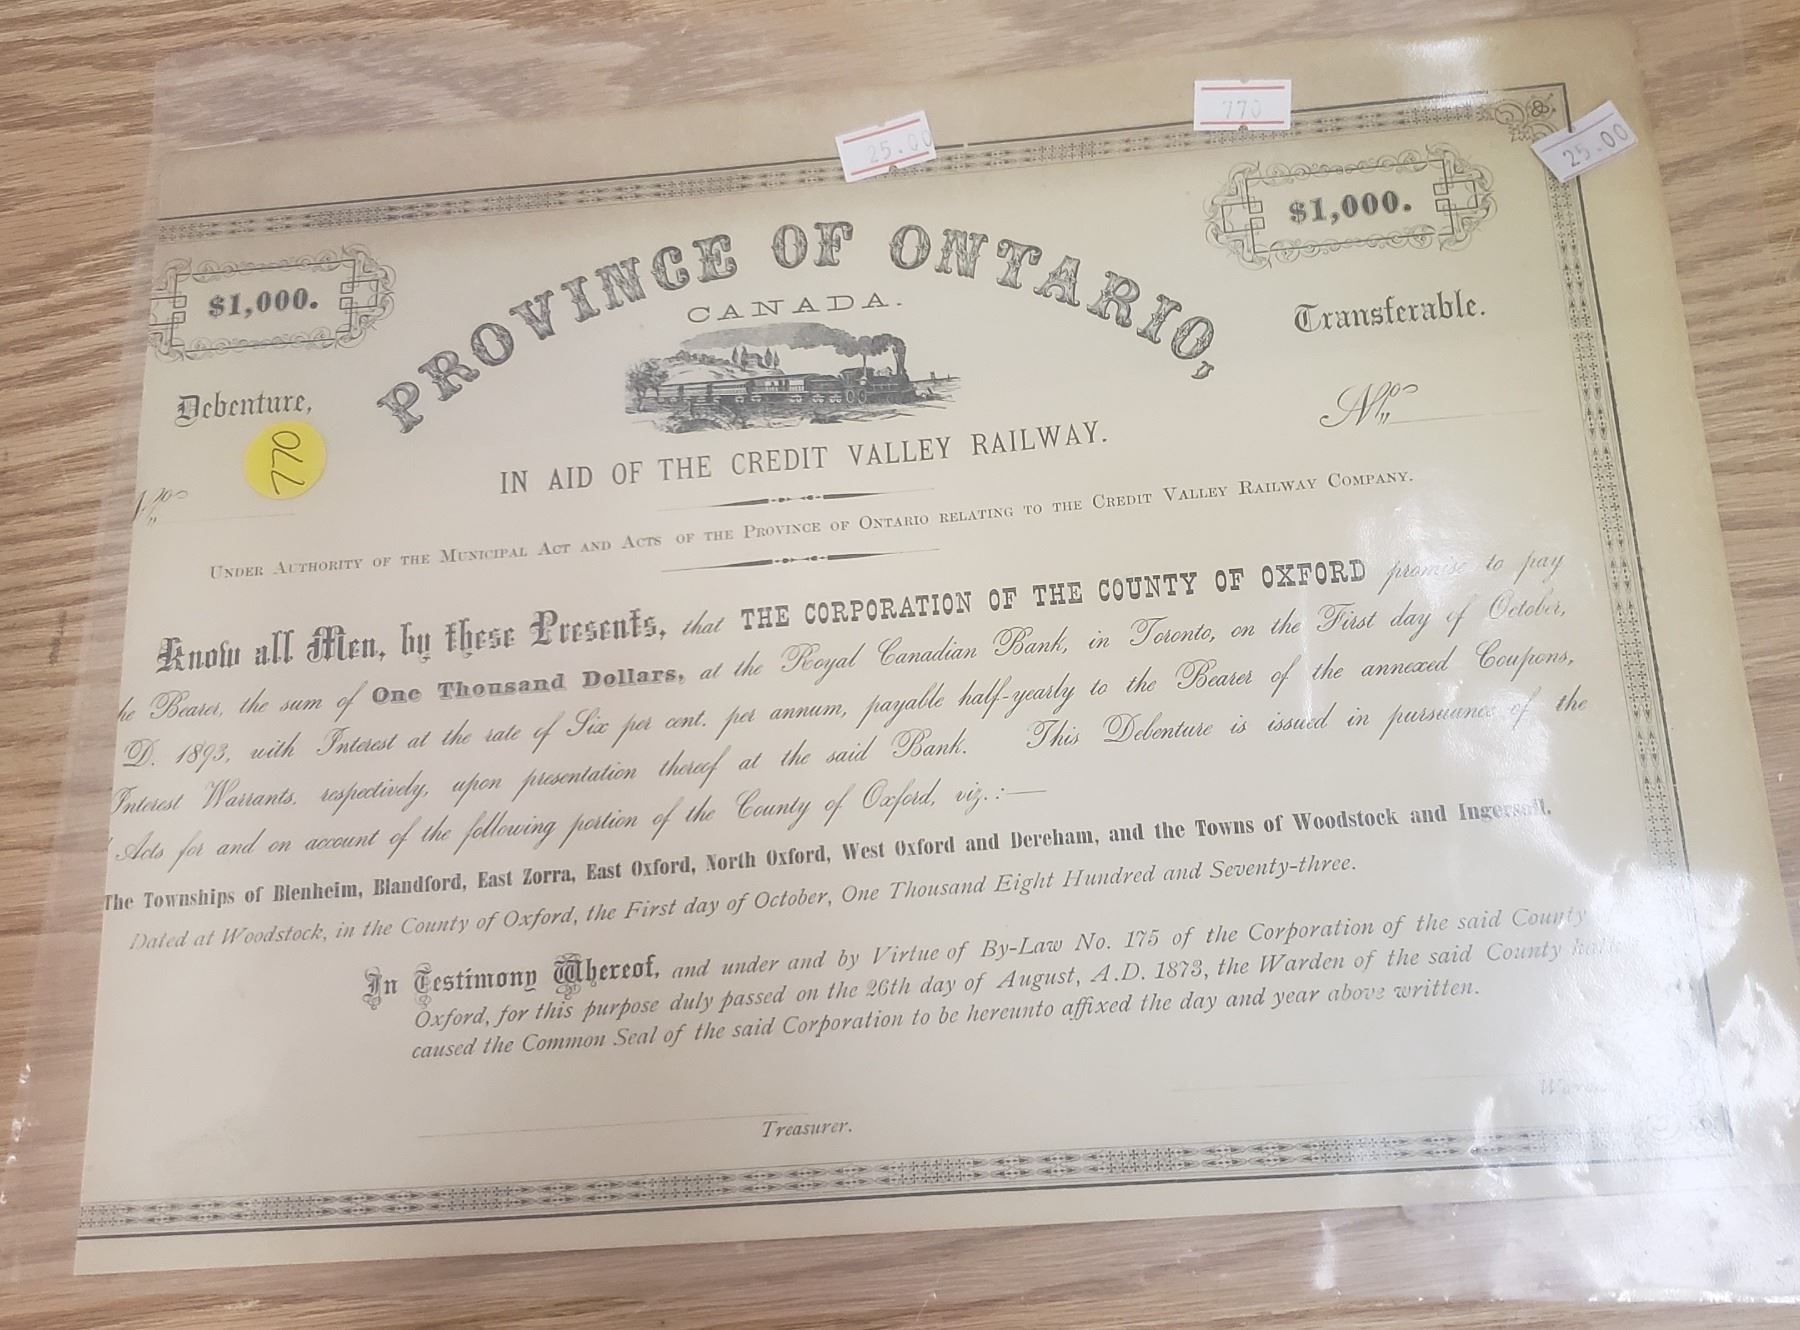 25.00
770
25.00
$1,000.
$1,000.
PROVINCE OF ONTARIO,
CANADA.
Debenture,
Transferable.
770
No
No
IN AID OF THE CREDIT VALLEY RAILWAY.
UNDER AUTHORITY OF THE MUNICIPAL ACT AND ACTS OF THE PROVINCE OF ONTARIO RELATING TO THE CREDIT VALLEY RAILWAY COMPANY.
Know all Men, by these Presents, that THE CORPORATION OF THE COUNTY OF OXFORD promise to pay
he Bearer, the sum of One Thousand Dollars, at the Royal Canadian Bank, in Toronto, on the First day of October,
D. 1893, with Interest at the rate of Six per cent. per annum, payable half-yearly to the Bearer of the annexed Coupons,
Interest Warrants, respectively, upon presentation thereof at the said Bank. This Debenture is issued in pursuance of the
Acts for and on account of the following portion of the County of Oxford, viz.:—
The Townships of Blenheim, Blandford, East Zorra, East Oxford, North Oxford, West Oxford and Dereham, and the Towns of Woodstock and Ingersoll.
Dated at Woodstock, in the County of Oxford, the First day of October, One Thousand Eight Hundred and Seventy-three.
In Testimony Whereof, and under and by Virtue of By-Law No. 175 of the Corporation of the said County
Oxford, for this purpose duly passed on the 26th day of August, A.D. 1873, the Warden of the said County
caused the Common Seal of the said Corporation to be hereunto affixed the day and year above written.
Treasurer.